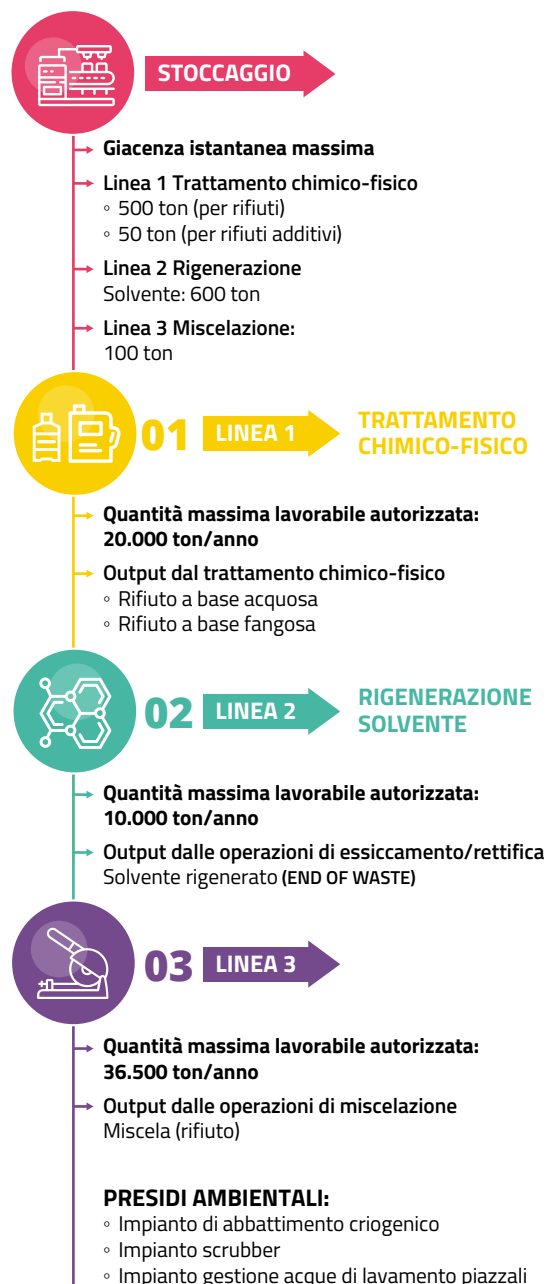 STOCCAGGIO
Giacenza istantanea massima
Linea 1 Trattamento chimico-fisico
◦ 500 ton (per rifiuti)
◦ 50 ton (per rifiuti additivi)
Linea 2 Rigenerazione
Solvente: 600 ton
Linea 3 Miscelazione:
100 ton
01 LINEA 1 TRATTAMENTO
CHIMICO-FISICO
Quantità massima lavorabile autorizzata:
20.000 ton/anno
Output dal trattamento chimico-fisico
◦ Rifiuto a base acquosa
◦ Rifiuto a base fangosa
02 LINEA 2 RIGENERAZIONE
SOLVENTE
Quantità massima lavorabile autorizzata:
10.000 ton/anno
Output dalle operazioni di essiccamento/rettifica
Solvente rigenerato (END OF WASTE)
03 LINEA 3
Quantità massima lavorabile autorizzata:
36.500 ton/anno
Output dalle operazioni di miscelazione
Miscela (rifiuto)
PRESIDI AMBIENTALI:
◦ Impianto di abbattimento criogenico
◦ Impianto scrubber
◦ Impianto gestione acque di lavamento piazzali